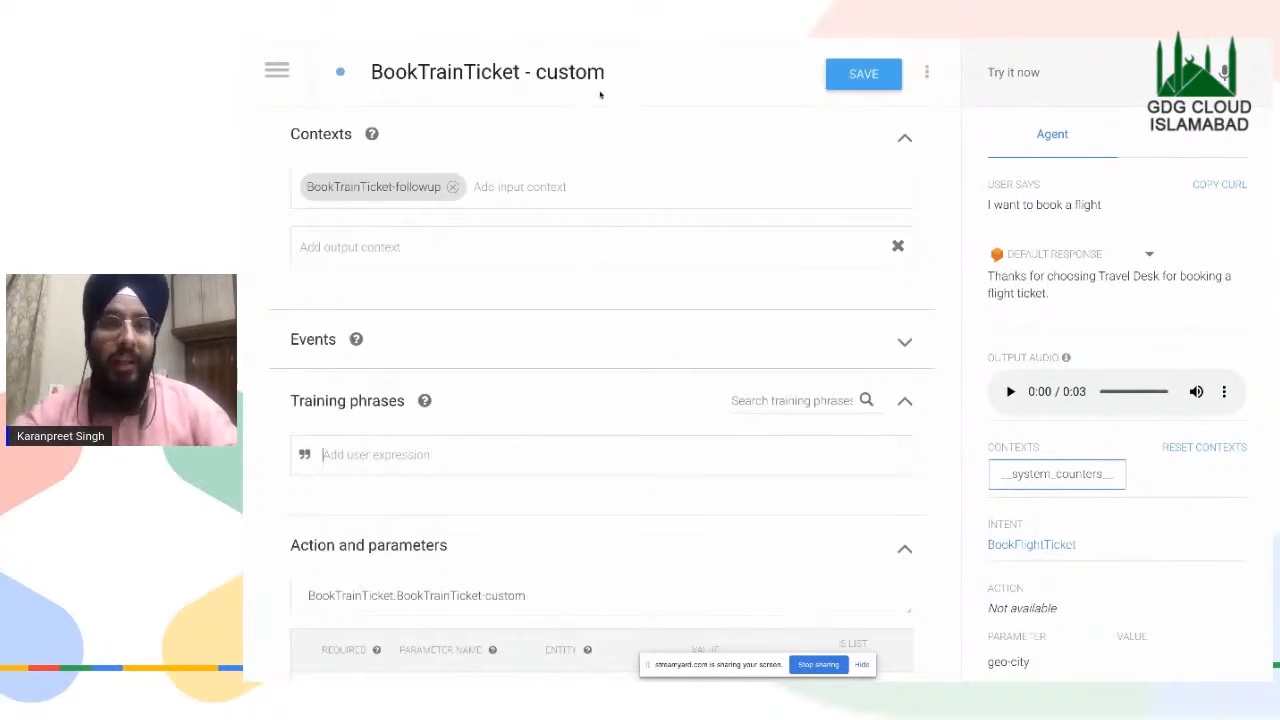 BookTrainTicket - custom
SAVE
Try it now
GDG CLOUD
ISLAMABAD
Contexts
Agent
BookTrainTicket-followup
Add input context
USER SAYS
COPY CURL
I want to book a flight
Add output context
DEFAULT RESPONSE
Thanks for choosing Travel Desk for booking a
flight ticket.
Events
OUTPUT AUDIO
0:00 / 0:03
Training phrases
Search training phrases
Karanpreet Singh
Add user expression
CONTEXTS
RESET CONTEXTS
__system_counters__
INTENT
BookFlightTicket
Action and parameters
ACTION
Not available
BookTrainTicket.BookTrainTicket-custom
PARAMETER
VALUE
REQUIRED
PARAMETER NAME
ENTITY
VALUE
IS LIST
geo-city
streamyard.com is sharing your screen.
Stop sharing
Hide